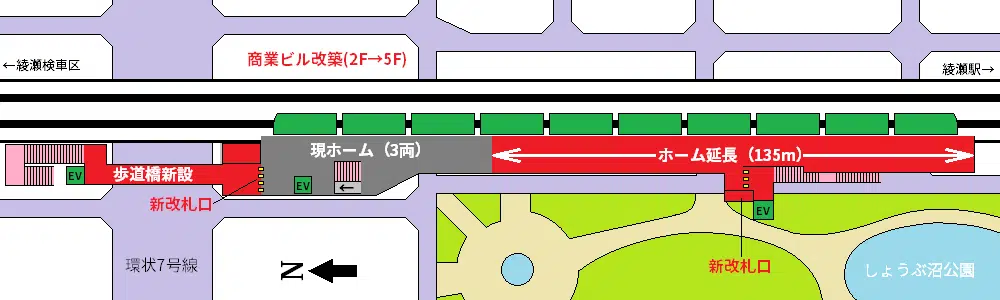 商業ビル改築(2F→5F)
←綾瀬検車区
綾瀬駅→
現ホーム（3両）
ホーム延長（135m）
EV
歩道橋新設
EV
←
新改札口
EV
環状7号線
N
新改札口
しょうぶ沼公園